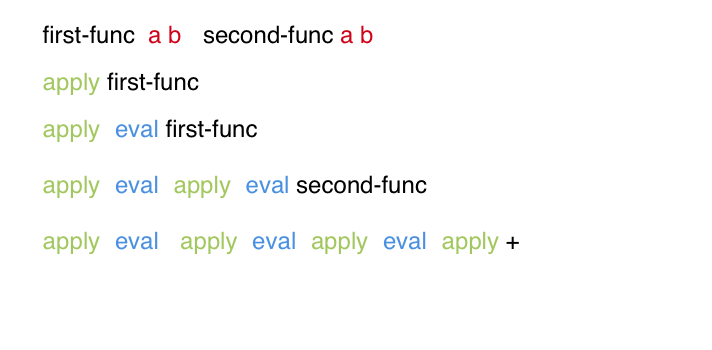 first-func a b second-func a b
apply first-func
apply eval first-func
apply eval apply eval second-func
apply eval apply eval apply eval apply +